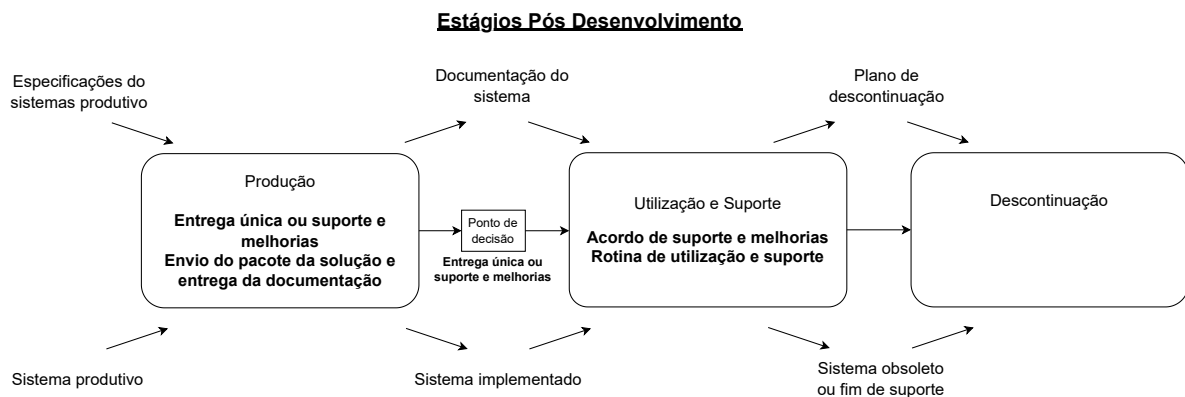 Estágios Pós Desenvolvimento
Especificações do
sistemas produtivo
Documentação do
sistema
Plano de
descontinuação
Produção
Entrega única ou suporte e
melhorias
Envio do pacote da solução e
entrega da documentação
Ponto de
decisão
Entrega única ou
suporte e melhorias
Utilização e Suporte
Acordo de suporte e melhorias
Rotina de utilização e suporte
Descontinuação
Sistema produtivo
Sistema implementado
Sistema obsoleto
ou fim de suporte